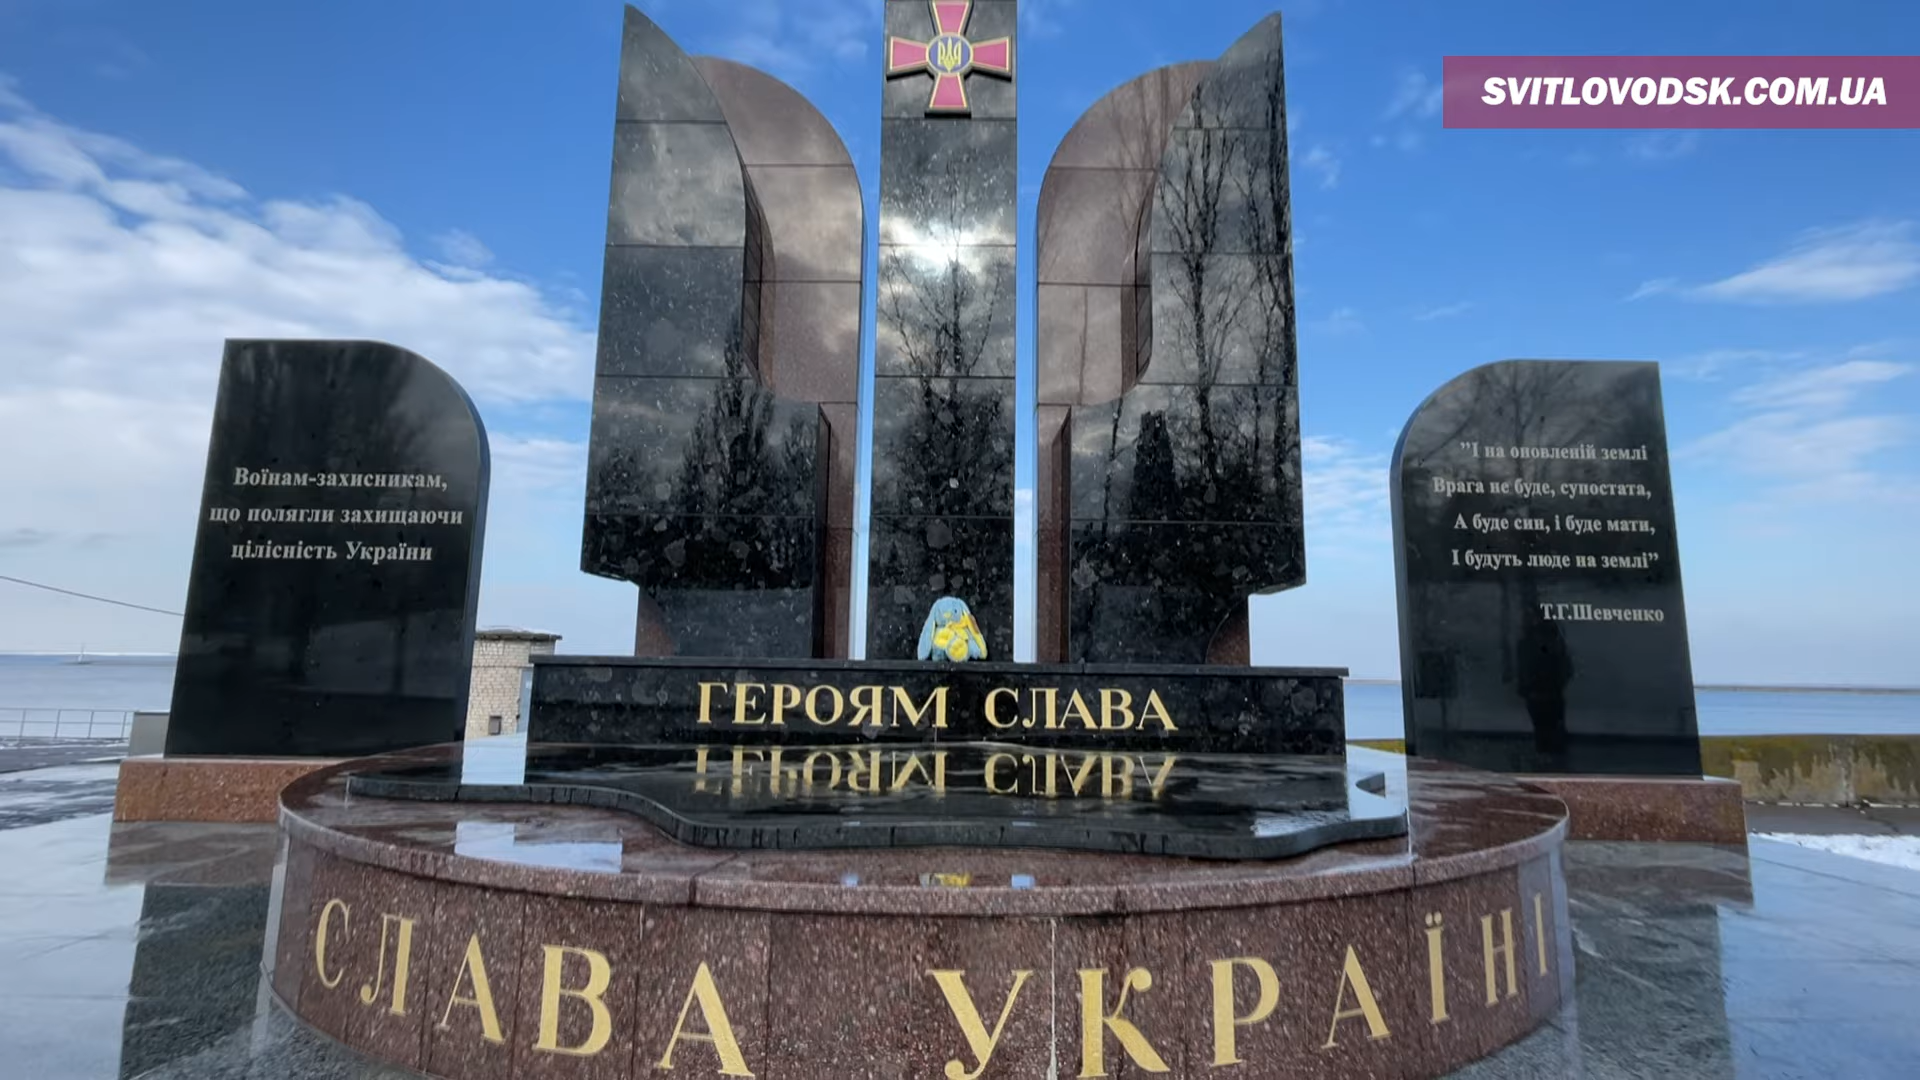 SVITLOVODSK.COM.UA
Воїнам-захисникам,
що полягли захищаючи
цілісність України
"І на оновленій землі
Врага не буде, супостата,
А буде син, і буде мати,
І будуть люде на землі"
Т.Г.Шевченко
ГЕРОЯМ СЛАВА
СЛАВА УКРАЇНІ